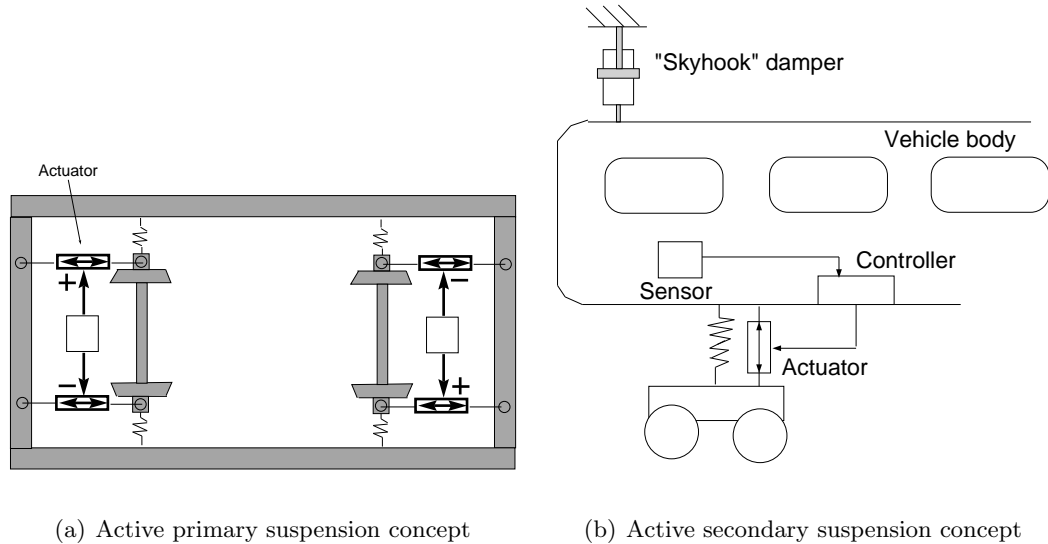 "Skyhook" damper
Vehicle body
Actuator
+
−
−
+
Controller
Sensor
Actuator
(a) Active primary suspension concept
(b) Active secondary suspension concept